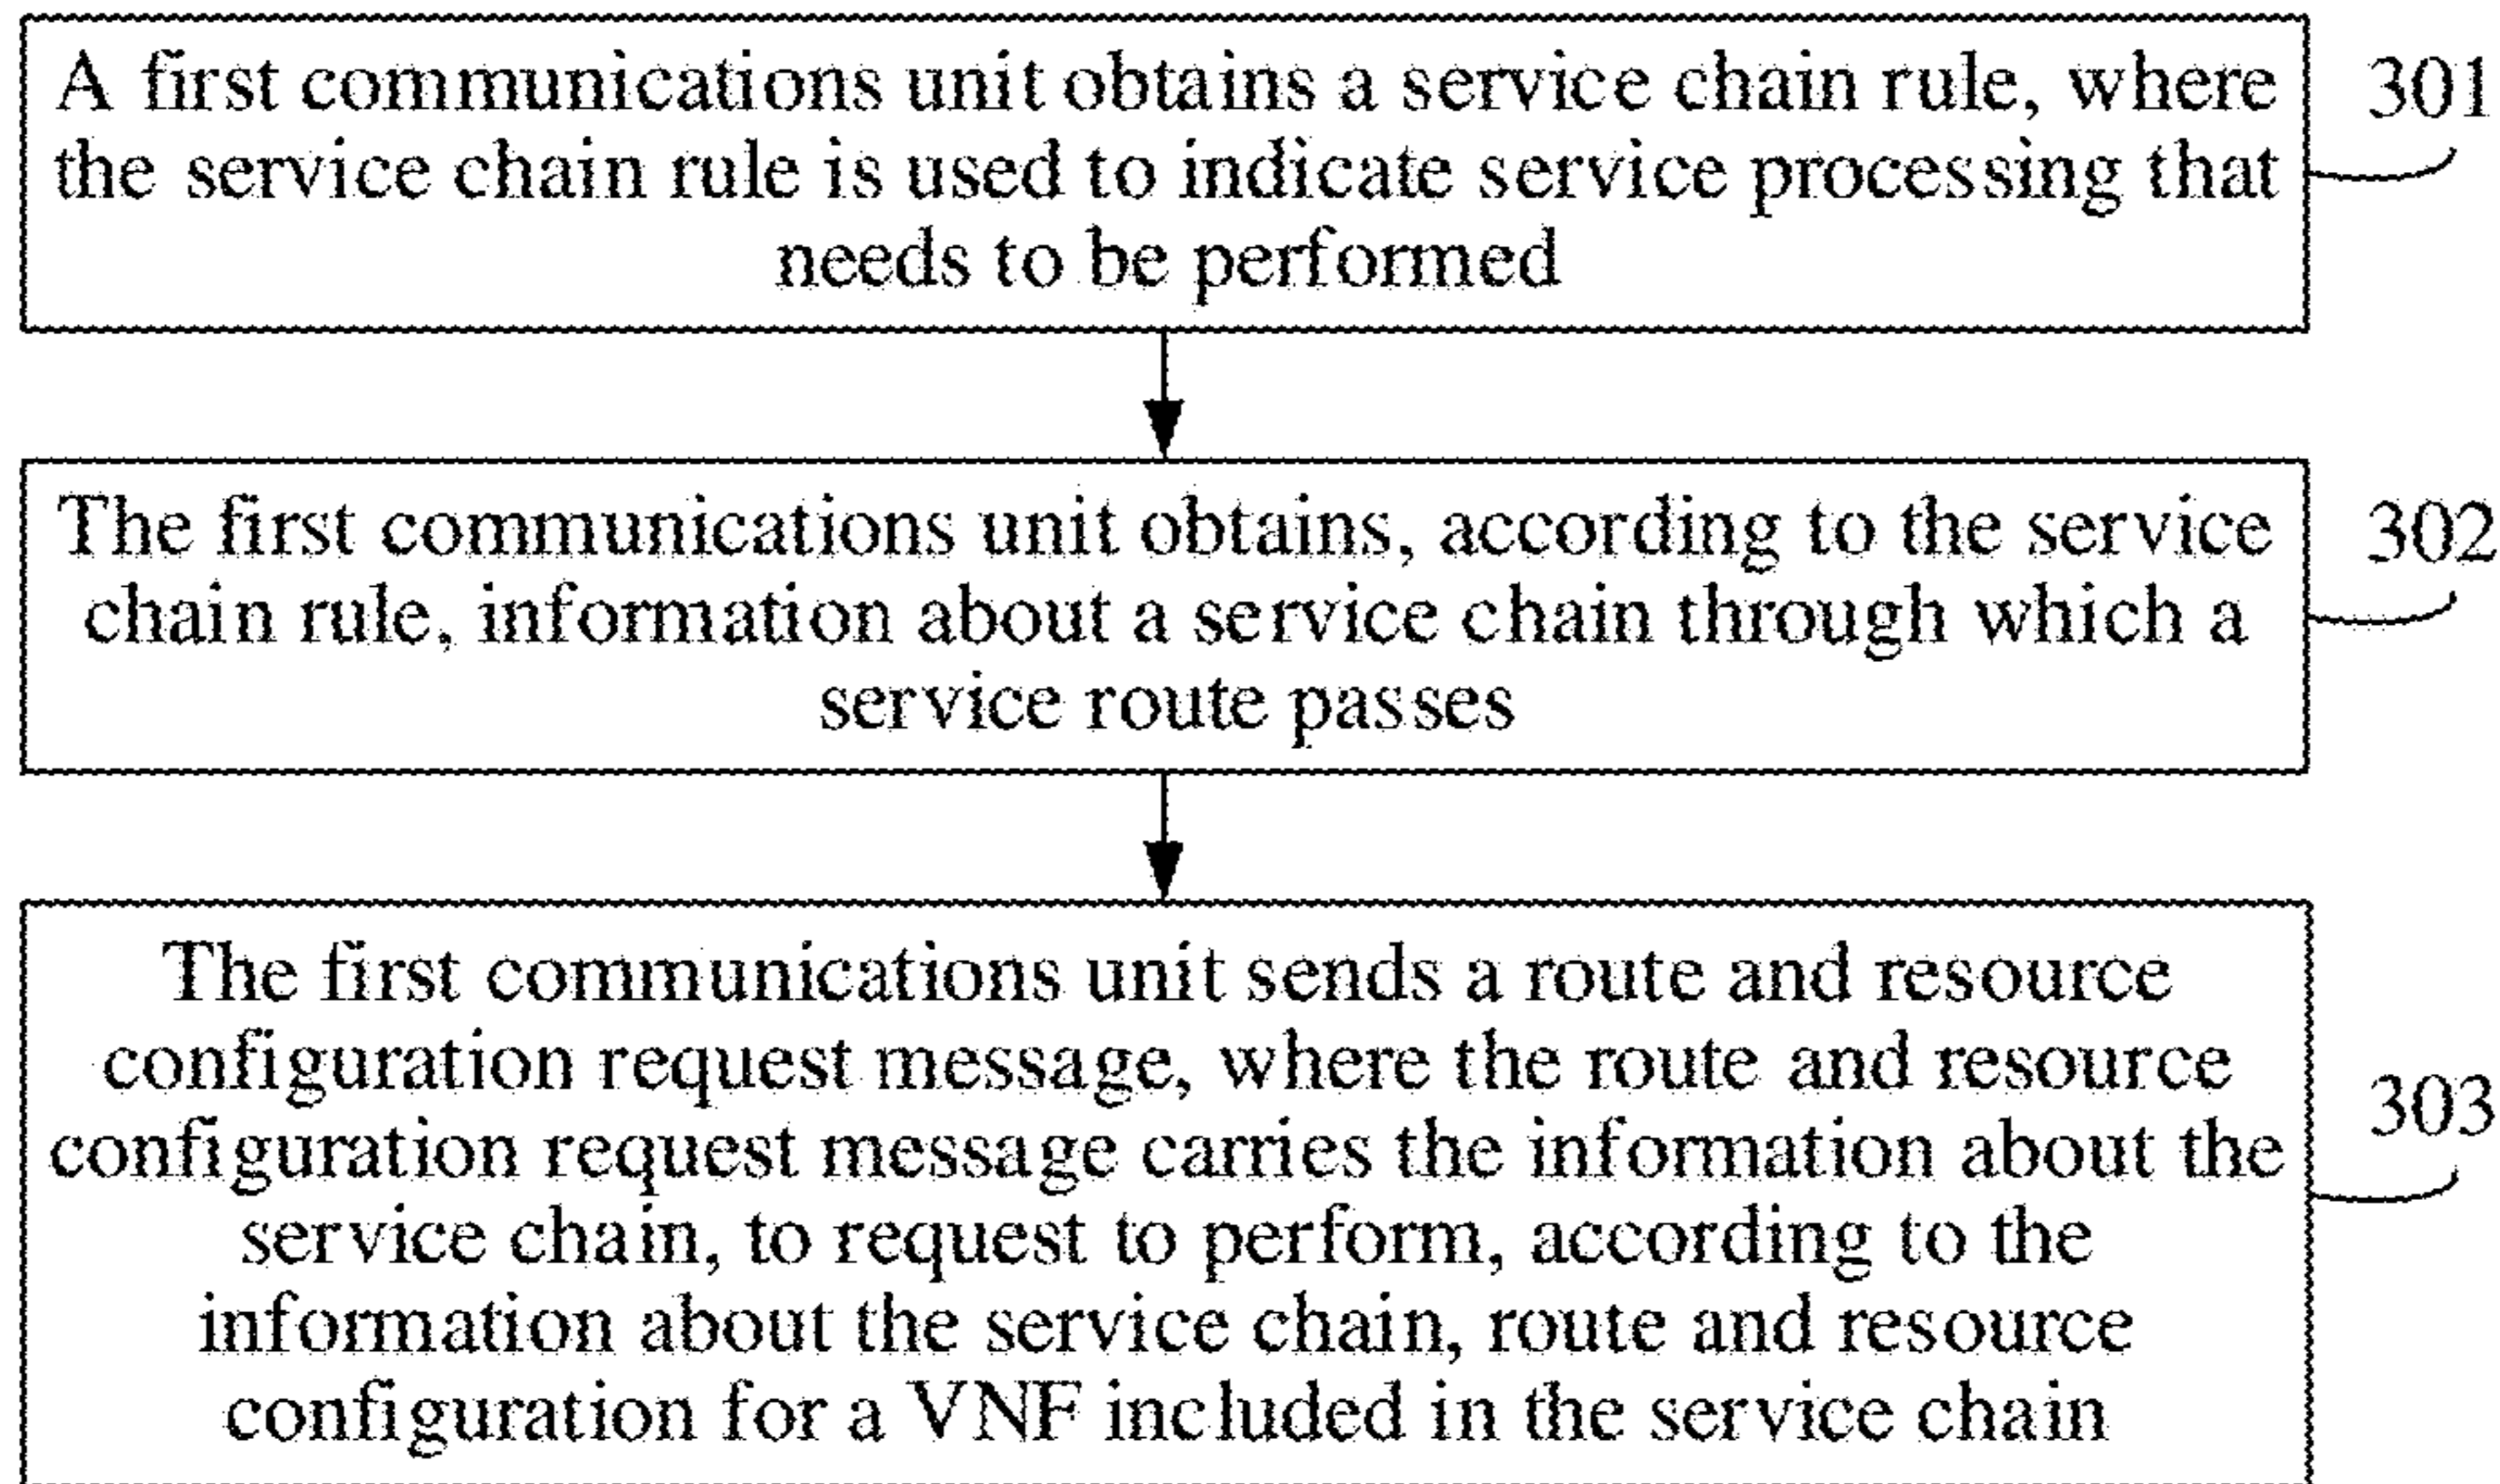 A first communications unit obtains a service chain rule, where
the service chain rule is used to indicate service processing that
needs to be performed
301
The first communications unit obtains, according to the service
chain rule, information about a service chain through which a
service route passes
302
The first communications unit sends a route and resource
configuration request message, where the route and resource
configuration request message carries the information about the
service chain, to request to perform, according to the
information about the service chain, route and resource
configuration for a VNF included in the service chain
303